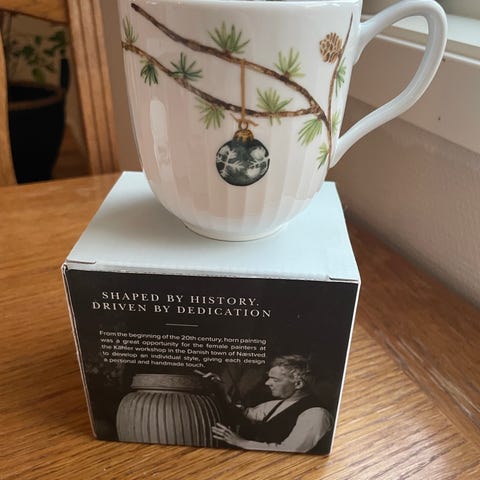 SHAPED BY HISTORY.
DRIVEN BY DEDICATION
From the beginning of the 20th century, horn painting
was a great opportunity for the female painters at
the Kähler workshop in the Danish town of Næstved
to develop an individual style, giving each design
a personal and handmade touch.